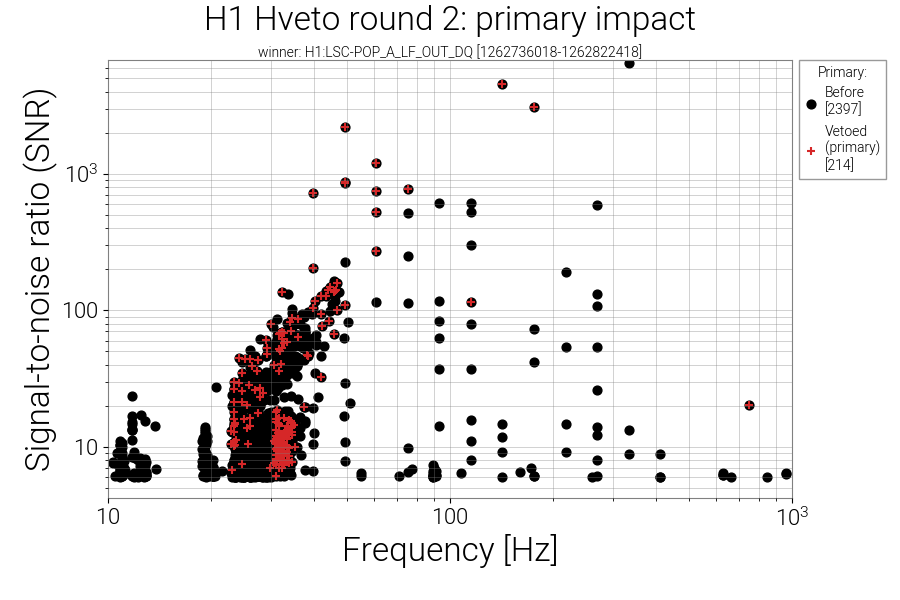 H1 Hveto round 2: primary impact
winner: H1:LSC-POP_A_LF_OUT_DQ [1262736018-1262822418]
Signal-to-noise ratio (SNR)
10³
100
10
10
100
10³
Frequency [Hz]
Primary:
Before
[2397]
Vetoed
(primary)
[214]